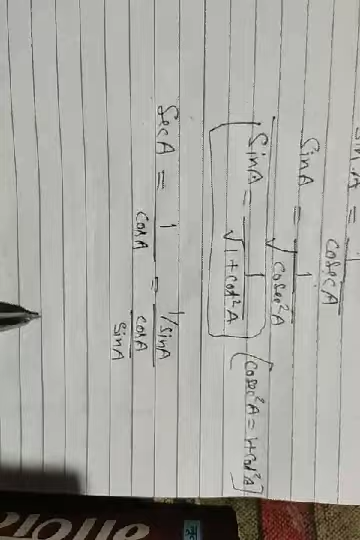 Sin A = 1 / CosecA
SinA = 1 / √Cosec²A
SinA = 1 / √1+Cot²A [Cosec²A = 1+Cot²A]
SecA = 1 / CosA = 1/SinA / CosA/SinA